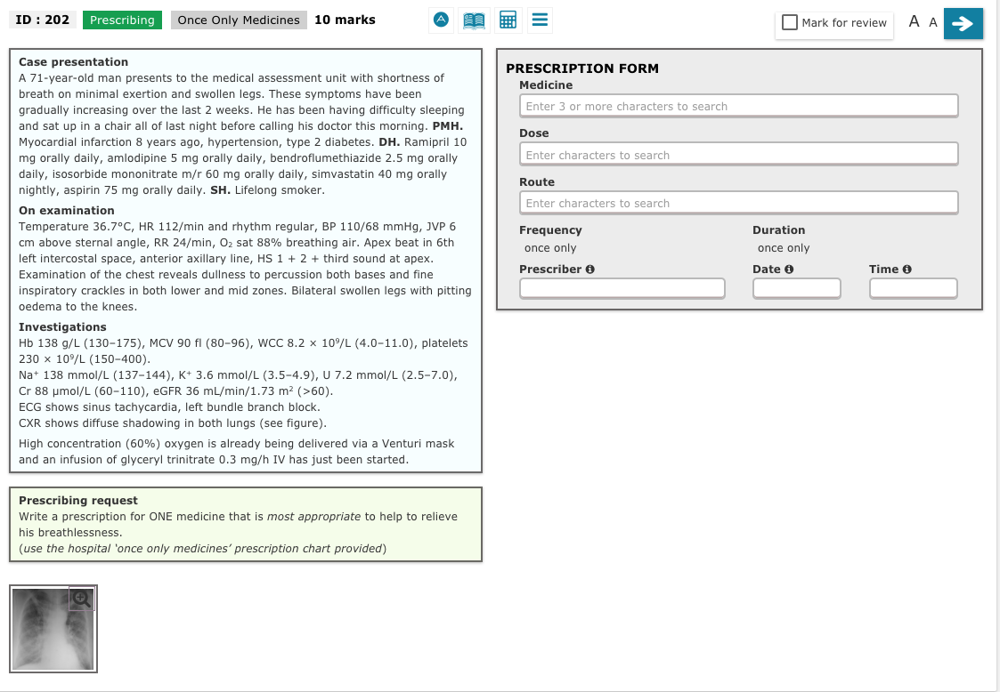 ID : 202 Prescribing Once Only Medicines 10 marks
Mark for review A A
Case presentation
A 71-year-old man presents to the medical assessment unit with shortness of
breath on minimal exertion and swollen legs. These symptoms have been
gradually increasing over the last 2 weeks. He has been having difficulty sleeping
and sat up in a chair all of last night before calling his doctor this morning. PMH.
Myocardial infarction 8 years ago, hypertension, type 2 diabetes. DH. Ramipril 10
mg orally daily, amlodipine 5 mg orally daily, bendroflumethiazide 2.5 mg orally
daily, isosorbide mononitrate m/r 60 mg orally daily, simvastatin 40 mg orally
nightly, aspirin 75 mg orally daily. SH. Lifelong smoker.
On examination
Temperature 36.7°C, HR 112/min and rhythm regular, BP 110/68 mmHg, JVP 6
cm above sternal angle, RR 24/min, O₂ sat 88% breathing air. Apex beat in 6th
left intercostal space, anterior axillary line, HS 1 + 2 + third sound at apex.
Examination of the chest reveals dullness to percussion both bases and fine
inspiratory crackles in both lower and mid zones. Bilateral swollen legs with pitting
oedema to the knees.
Investigations
Hb 138 g/L (130–175), MCV 90 fl (80–96), WCC 8.2 × 10⁹/L (4.0–11.0), platelets
230 × 10⁹/L (150–400).
Na⁺ 138 mmol/L (137–144), K⁺ 3.6 mmol/L (3.5–4.9), U 7.2 mmol/L (2.5–7.0),
Cr 88 µmol/L (60–110), eGFR 36 mL/min/1.73 m² (>60).
ECG shows sinus tachycardia, left bundle branch block.
CXR shows diffuse shadowing in both lungs (see figure).
High concentration (60%) oxygen is already being delivered via a Venturi mask
and an infusion of glyceryl trinitrate 0.3 mg/h IV has just been started.
Prescribing request
Write a prescription for ONE medicine that is most appropriate to help to relieve
his breathlessness.
(use the hospital ‘once only medicines’ prescription chart provided)
PRESCRIPTION FORM
Medicine
Enter 3 or more characters to search
Dose
Enter characters to search
Route
Enter characters to search
Frequency Duration
once only once only
Prescriber Date Time